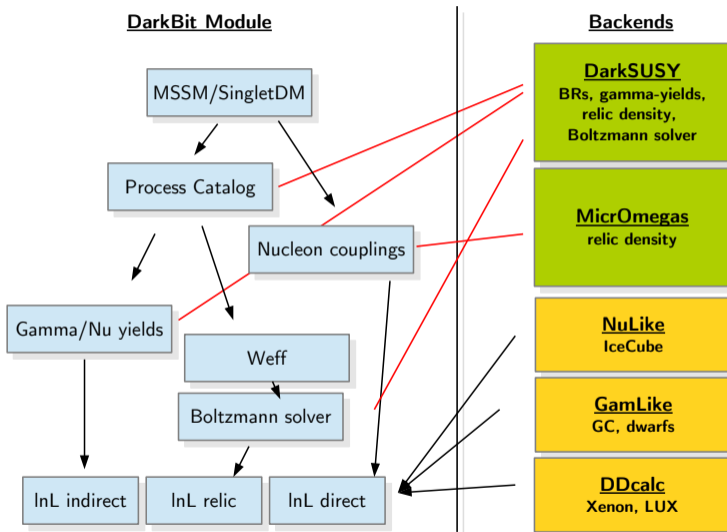 DarkBit Module
MSSM/SingletDM
Process Catalog
Nucleon couplings
Gamma/Nu yields
Weff
Boltzmann solver
lnL indirect
lnL relic
lnL direct
Backends
DarkSUSY
BRs, gamma-yields,
relic density,
Boltzmann solver
MicrOmegas
relic density
NuLike
IceCube
GamLike
GC, dwarfs
DDcalc
Xenon, LUX